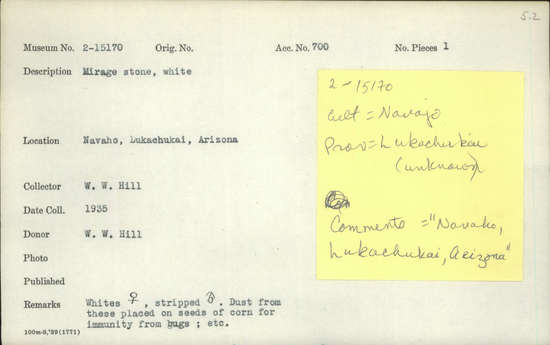 5.2
Museum No. 2-15170 Orig. No. Acc. No. 700 No. Pieces 1
Description Mirage stone, white
Location Navaho, Lukachukai, Arizona
Collector W. W. Hill
Date Coll. 1935
Donor W. W. Hill
Photo
Published
Remarks Whites ♀, stripped ♂. Dust from
these placed on seeds of corn for
immunity from bugs ; etc.
100m-8,'29(1771)
2-15170
Cult = Navajo
Prov = Lukachukai
(unknown)
Comments = "Navaho,
Lukachukai, Arizona"